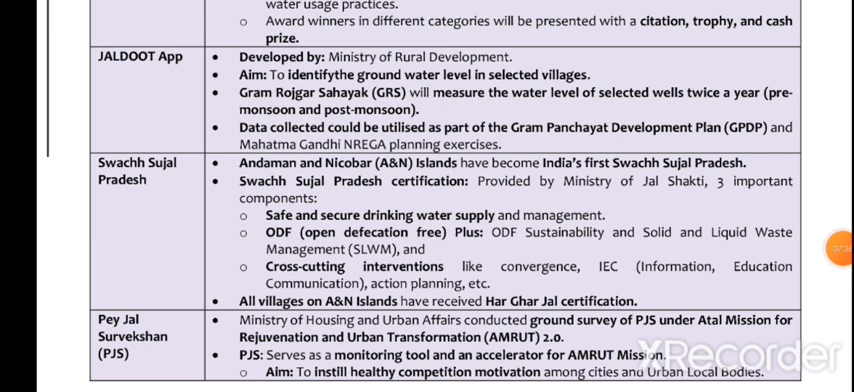 water usage practices.
o Award winners in different categories will be presented with a citation, trophy, and cash
prize.
JALDOOT App
• Developed by: Ministry of Rural Development.
• Aim: To identifythe ground water level in selected villages.
• Gram Rojgar Sahayak (GRS) will measure the water level of selected wells twice a year (pre-
monsoon and post-monsoon).
• Data collected could be utilised as part of the Gram Panchayat Development Plan (GPDP) and
Mahatma Gandhi NREGA planning exercises.
Swachh Sujal
Pradesh
• Andaman and Nicobar (A&N) Islands have become India's first Swachh Sujal Pradesh.
• Swachh Sujal Pradesh certification: Provided by Ministry of Jal Shakti, 3 important
components:
o Safe and secure drinking water supply and management.
o ODF (open defecation free) Plus: ODF Sustainability and Solid and Liquid Waste
Management (SLWM), and
o Cross-cutting interventions like convergence, IEC (Information, Education
Communication), action planning, etc.
• All villages on A&N Islands have received Har Ghar Jal certification.
Pey Jal
Survekshan
(PJS)
• Ministry of Housing and Urban Affairs conducted ground survey of PJS under Atal Mission for
Rejuvenation and Urban Transformation (AMRUT) 2.0.
• PJS: Serves as a monitoring tool and an accelerator for AMRUT Mission.
o Aim: To instill healthy competition motivation among cities and Urban Local Bodies.
XRecorder